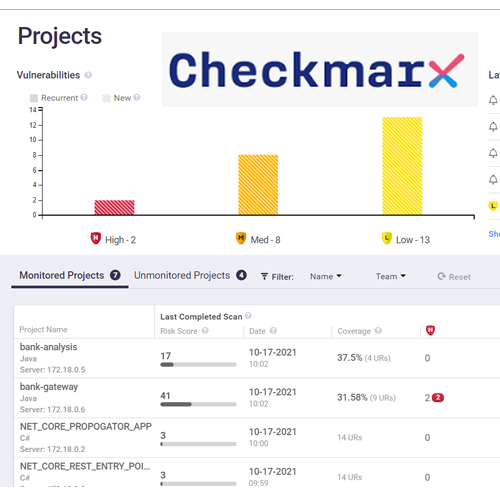 Projects
Checkmarx
Vulnerabilities ?
La
Recurrent ? New ?
14
12
10
8
6
4
2
0
H High - 2
M Med - 8
L Low - 13
L
Sho
Monitored Projects 7 Unmonitored Projects 4 Filter: Name Team Reset
Last Completed Scan ?
Project Name Risk Score ? Date ? Coverage ? H
bank-analysis
Java
Server: 172.18.0.5
17 10-17-2021 10:02 37.5% (4 URs) 0
bank-gateway
Java
Server: 172.18.0.6
41 10-17-2021 10:02 31.58% (9 URs) 2 2
NET_CORE_PROPOGATOR_APP
C#
Server: 172.18.0.2
3 10-17-2021 10:00 14 URs 0
NET_CORE_REST_ENTRY_POI...
C#
3 10-17-2021 09:59 14 URs 0